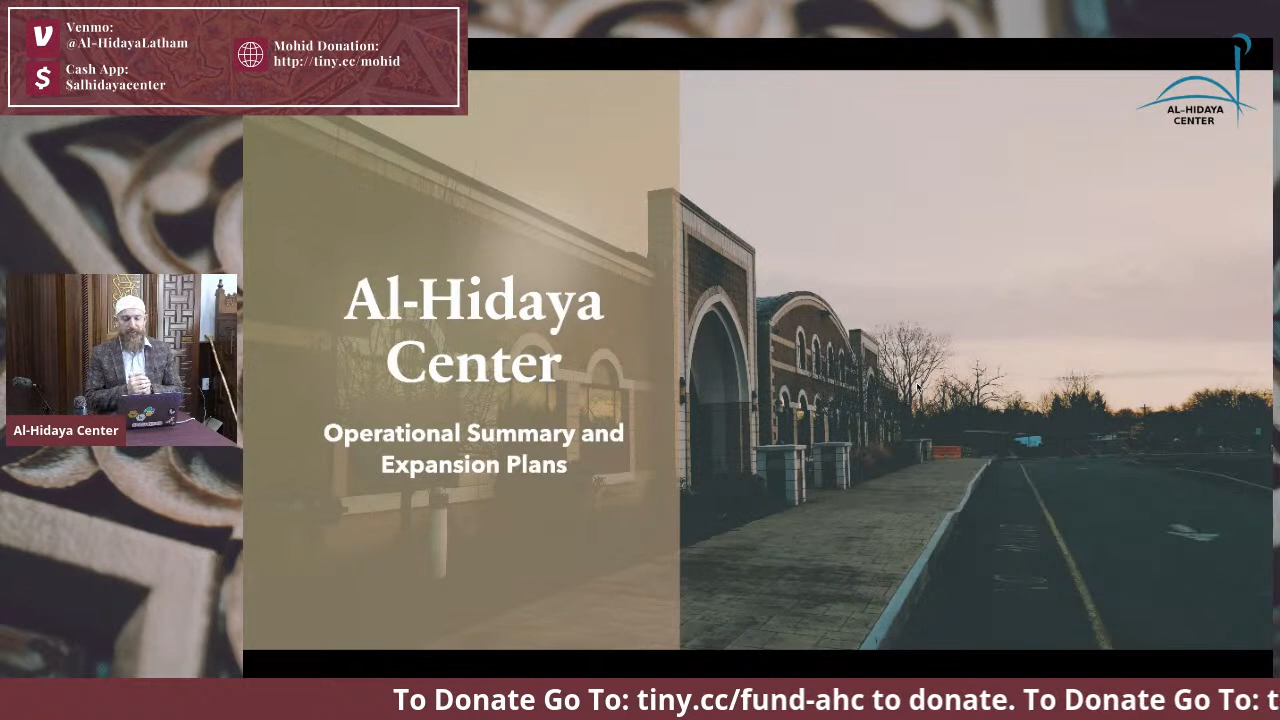 Venmo:
@Al-HidayaLatham
Cash App:
$alhidayacenter
Mohid Donation:
http://tiny.cc/mohid
AL-HIDAYA
CENTER
Al-Hidaya
Center
Operational Summary and
Expansion Plans
Al-Hidaya Center
To Donate Go To: tiny.cc/fund-ahc to donate. To Donate Go To: t